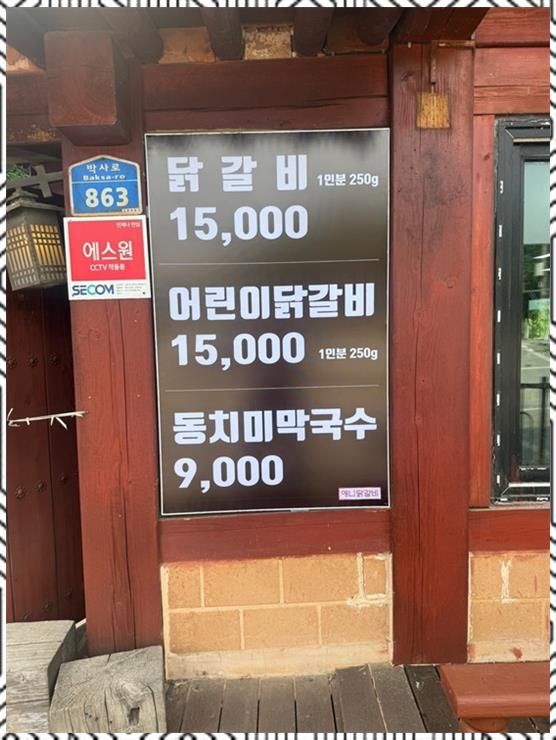 박사로
Baksa-ro
863
에스원
CCTV 작동중
SECOM
닭 갈 비 1인분 250g
15,000
어린이닭갈비
15,000 1인분 250g
동치미막국수
9,000